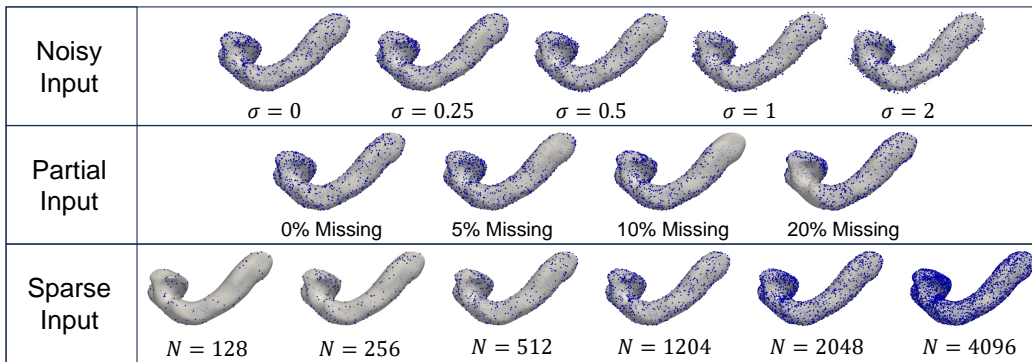 Noisy
Input
σ = 0
σ = 0.25
σ = 0.5
σ = 1
σ = 2
Partial
Input
0% Missing
5% Missing
10% Missing
20% Missing
Sparse
Input
N = 128
N = 256
N = 512
N = 1204
N = 2048
N = 4096